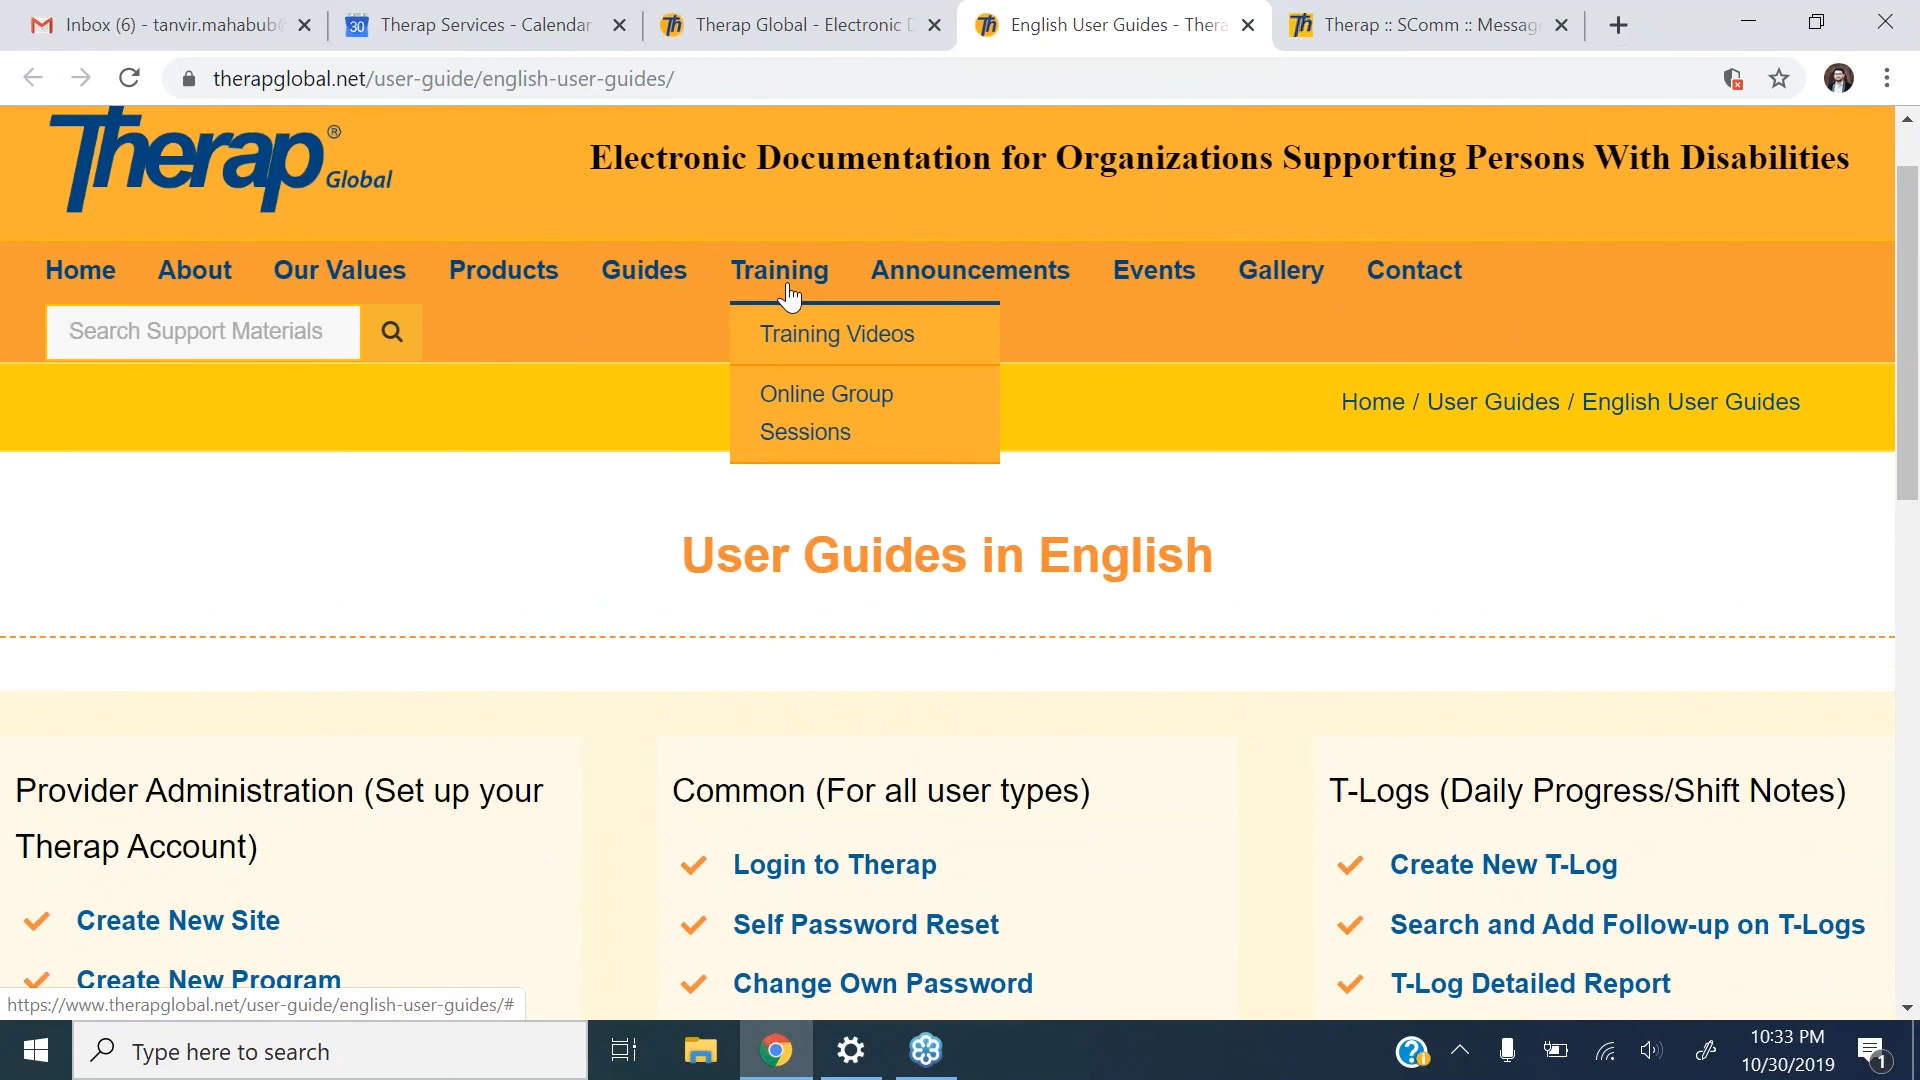 Inbox (6) - tanvir.mahabub
30 Therap Services - Calendar
Th Therap Global - Electronic D
Th English User Guides - Thera
Th Therap :: SComm :: Messag
therapglobal.net/user-guide/english-user-guides/
Therap® Global
Electronic Documentation for Organizations Supporting Persons With Disabilities
Home About Our Values Products Guides Training Announcements Events Gallery Contact
Search Support Materials
Training Videos
Online Group
Sessions
Home / User Guides / English User Guides
User Guides in English
Provider Administration (Set up your
Therap Account)
Create New Site
Create New Program
Common (For all user types)
Login to Therap
Self Password Reset
Change Own Password
T-Logs (Daily Progress/Shift Notes)
Create New T-Log
Search and Add Follow-up on T-Logs
T-Log Detailed Report
https://www.therapglobal.net/user-guide/english-user-guides/#
Type here to search
10:33 PM
10/30/2019
1